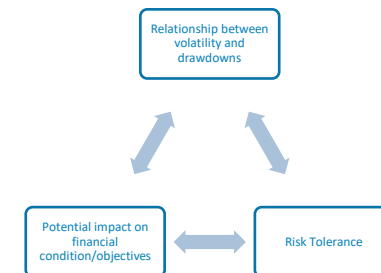 Relationship between
volatility and
drawdowns
Potential impact on
financial
condition/objectives
Risk Tolerance